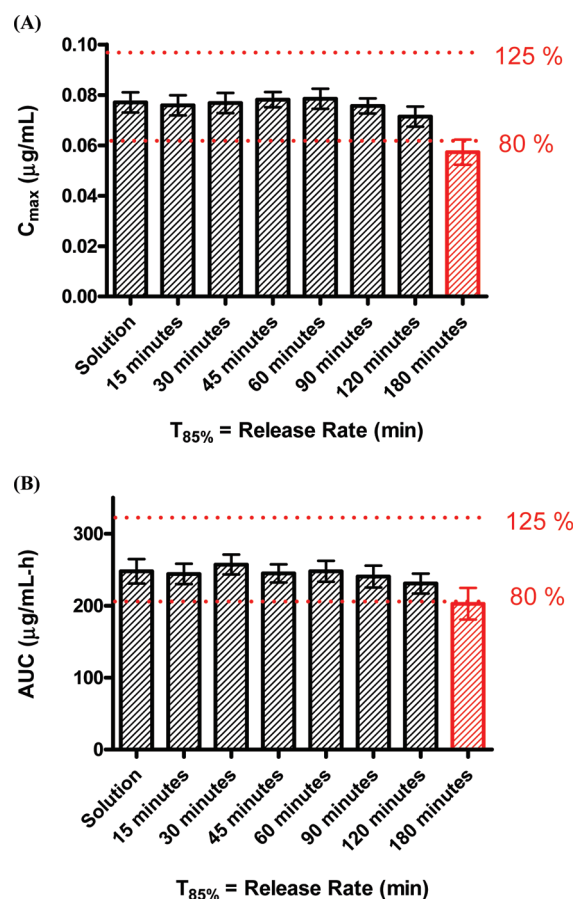 (A)
0.10
125 %
0.08
0.06
80 %
0.04
0.02
0.00
Cmax (μg/mL)
Solution
15 minutes
30 minutes
45 minutes
60 minutes
90 minutes
120 minutes
180 minutes
T85% = Release Rate (min)
(B)
125 %
300
80 %
200
100
0
AUC (μg/mL-h)
Solution
15 minutes
30 minutes
45 minutes
60 minutes
90 minutes
120 minutes
180 minutes
T85% = Release Rate (min)